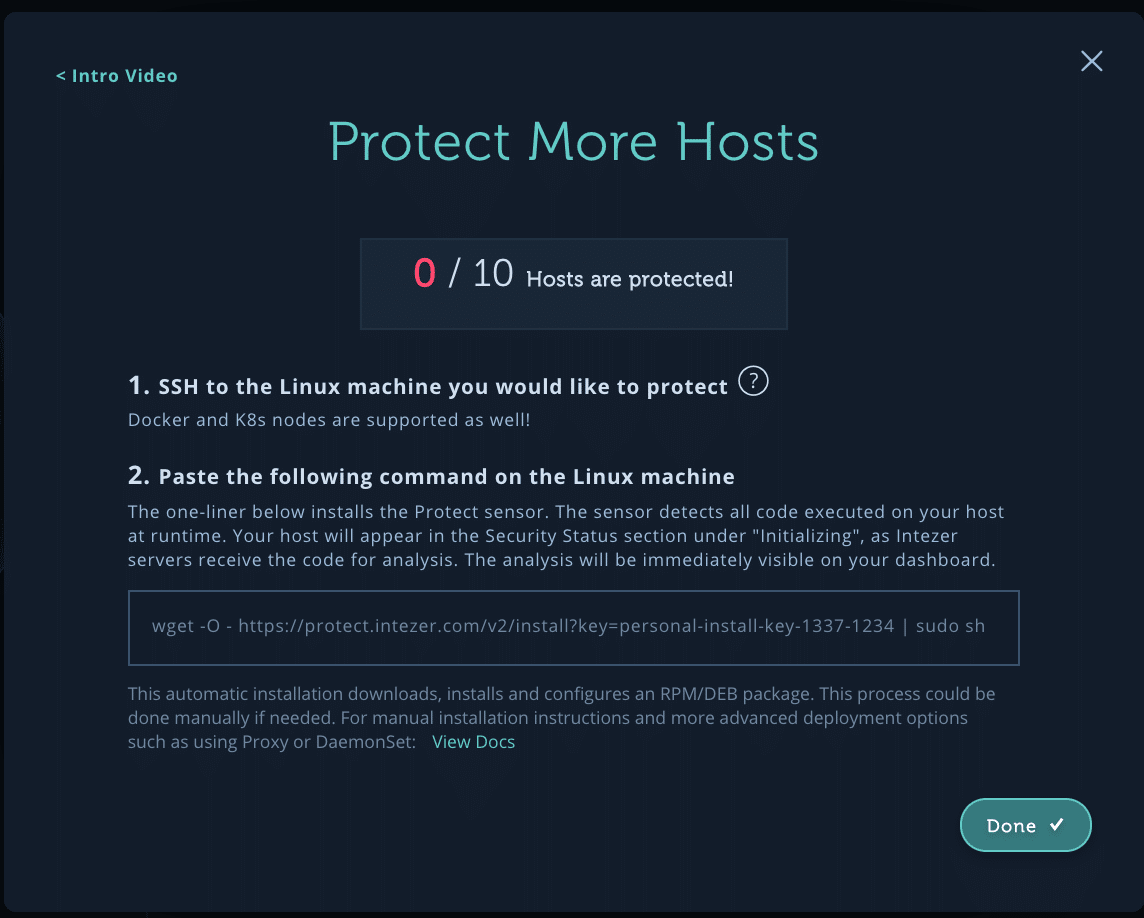 < Intro Video
Protect More Hosts
0 / 10 Hosts are protected!
1. SSH to the Linux machine you would like to protect ?
Docker and K8s nodes are supported as well!
2. Paste the following command on the Linux machine
The one-liner below installs the Protect sensor. The sensor detects all code executed on your host
at runtime. Your host will appear in the Security Status section under "Initializing", as Intezer
servers receive the code for analysis. The analysis will be immediately visible on your dashboard.
wget -O - https://protect.intezer.com/v2/install?key=personal-install-key-1337-1234 | sudo sh
This automatic installation downloads, installs and configures an RPM/DEB package. This process could be
done manually if needed. For manual installation instructions and more advanced deployment options
such as using Proxy or DaemonSet: View Docs
Done ✓